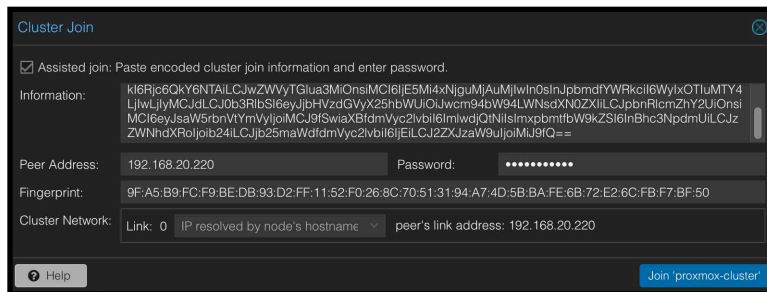 Cluster Join
Assisted join: Paste encoded cluster join information and enter password.
Information:
kI6Rjc6QkY6NTAiLCJwZWVyTGlua3MiOnsiMCI6IjE5Mi4xNjguMjAuMjIwIn0sInJpbmdfYWRkciI6WyIxOTIuMTY4
LjIwLjIyMCJdLCJ0b3RlbSI6eyJjbHVzdGVyX25hbWUiOiJwcm94bW94LWNsdXN0ZXIiLCJpbnRlcmZhY2UiOnsi
MCI6eyJsaW5rbnVtYmVyIjoiMCJ9fSwiaXBfdmVyc2lvbiI6ImlwdjQtNiIsImxpbmtfbW9kZSI6InBhc3NpdmUiLCJz
ZWNhdXRoIjoib24iLCJjb25maWdfdmVyc2lvbiI6IjEiLCJ2ZXJzaW9uIjoiMiJ9fQ==
Peer Address: 192.168.20.220 Password: •••••••••••
Fingerprint: 9F:A5:B9:FC:F9:BE:DB:93:D2:FF:11:52:F0:26:8C:70:51:31:94:A7:4D:5B:BA:FE:6B:72:E2:6C:FB:F7:BF:50
Cluster Network: Link: 0 IP resolved by node's hostname peer's link address: 192.168.20.220
Help Join 'proxmox-cluster'